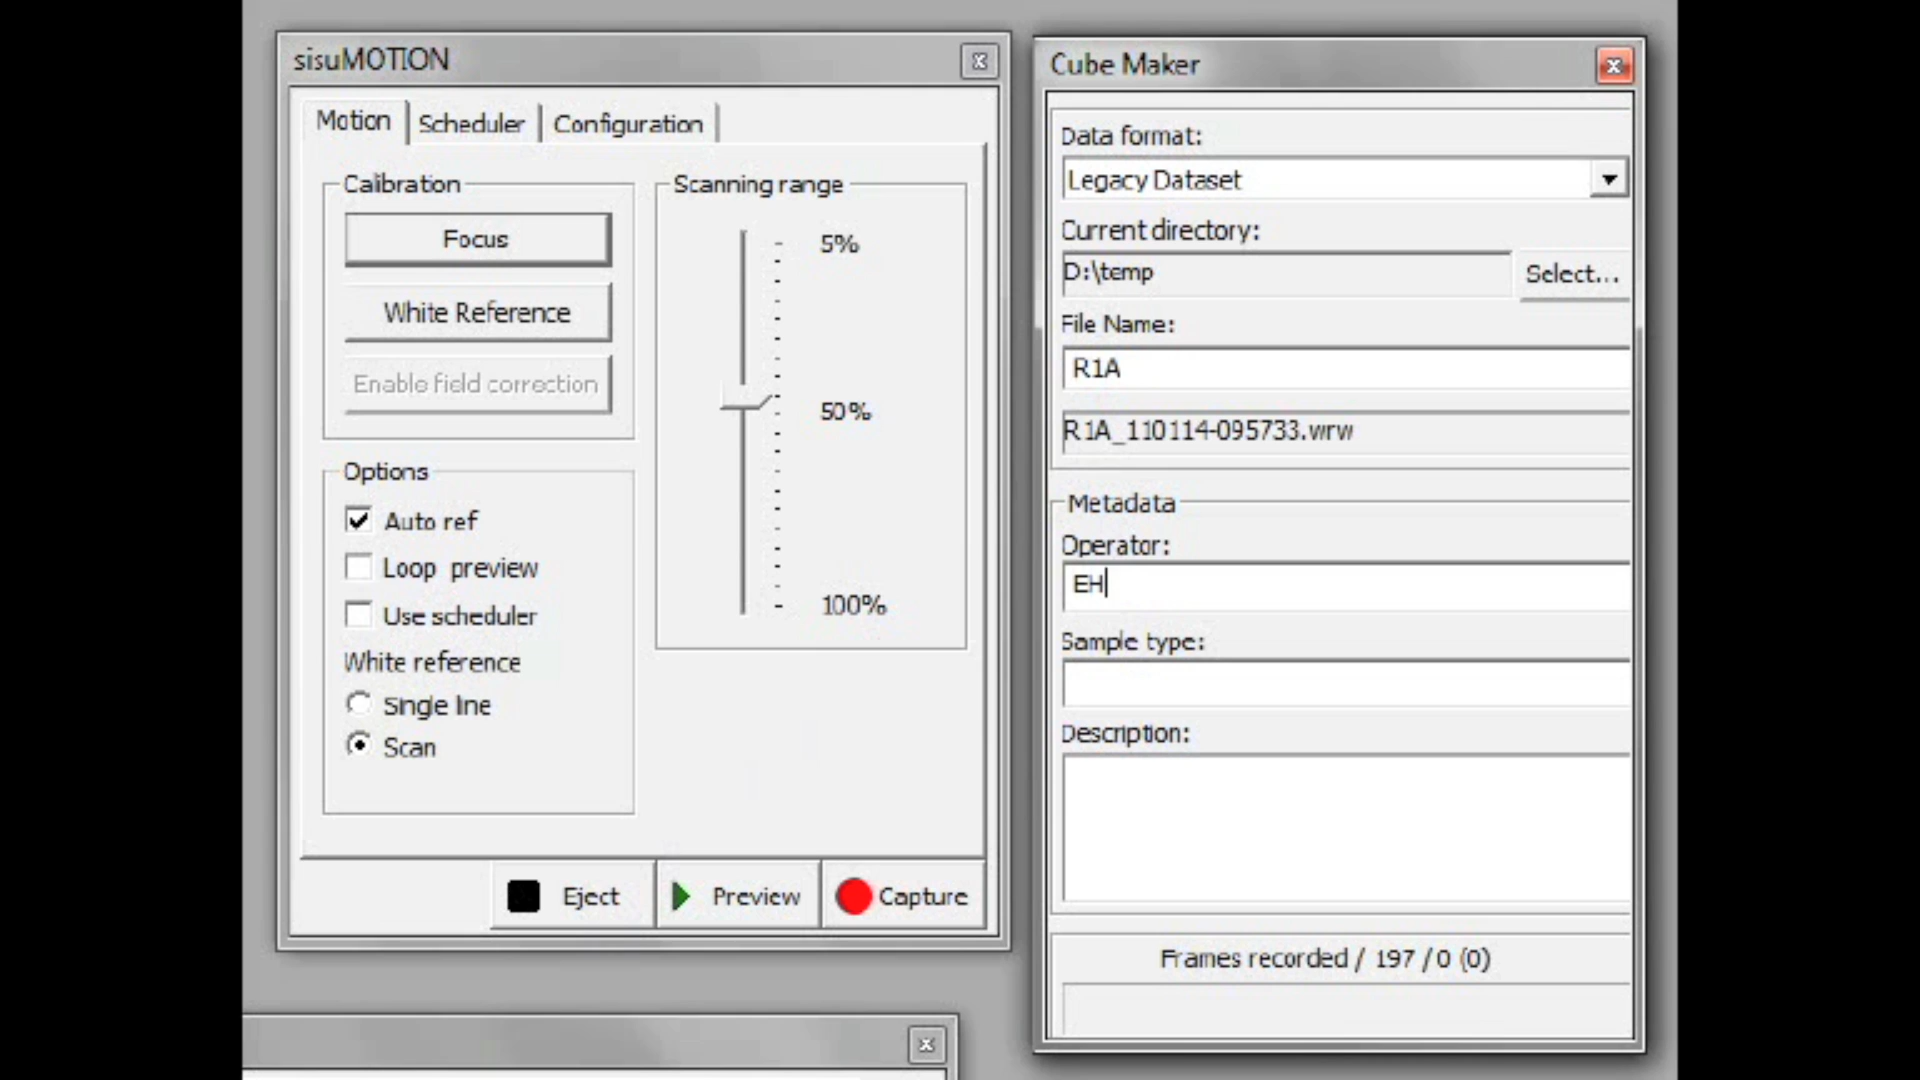 sisuMOTION
Motion
Scheduler
Configuration
Calibration
Focus
White Reference
Enable field correction
Scanning range
5%
50%
100%
Options
Auto ref
Loop preview
Use scheduler
White reference
Single line
Scan
Eject
Preview
Capture
Cube Maker
Data format:
Legacy Dataset
Current directory:
D:\temp
Select...
File Name:
R1A
R1A_110114-095733.wrw
Metadata
Operator:
EH
Sample type:
Description:
Frames recorded / 197 / 0 (0)